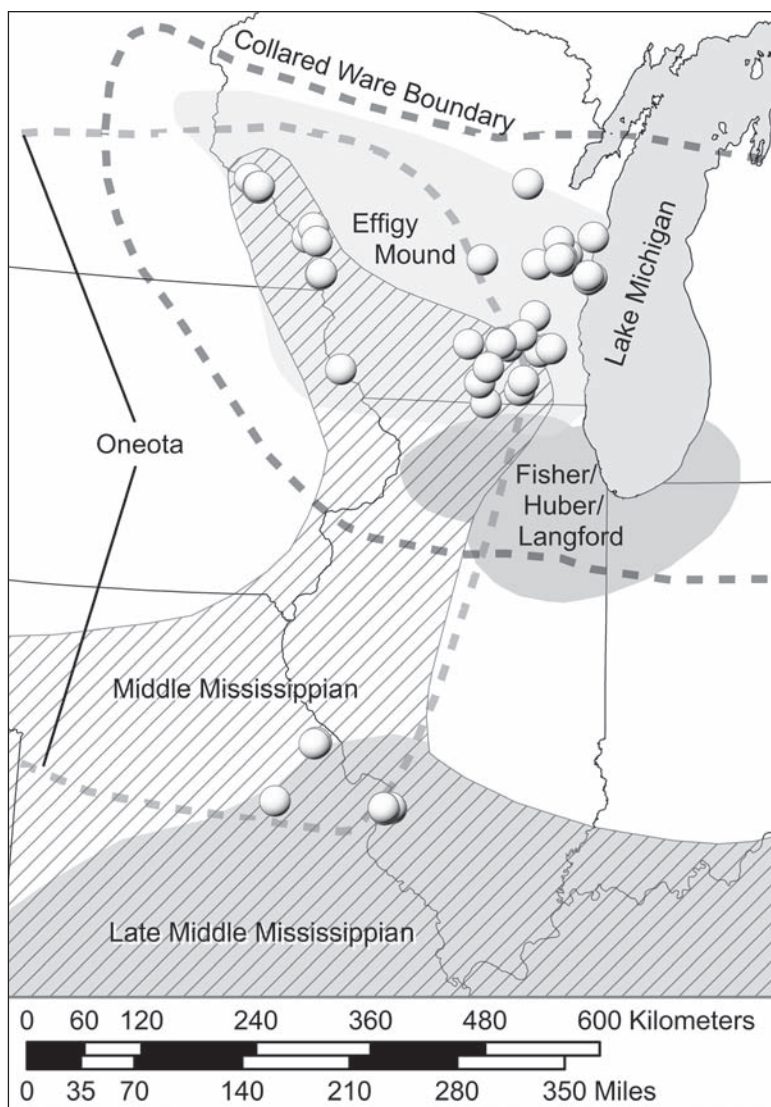 Collared Ware Boundary
Effigy
Mound
Lake Michigan
Oneota
Fisher/
Huber/
Langford
Middle Mississippian
Late Middle Mississippian
0 60 120 240 360 480 600 Kilometers
0 35 70 140 210 280 350 Miles